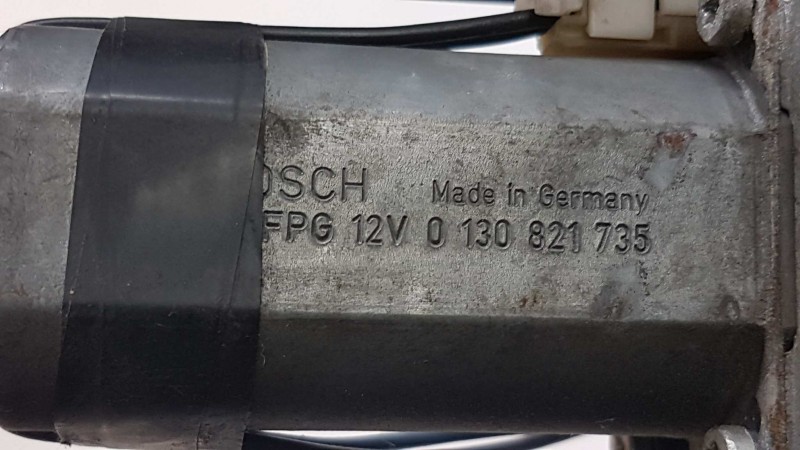 OSCH Made in Germany
FPG 12V 0 130 821 735